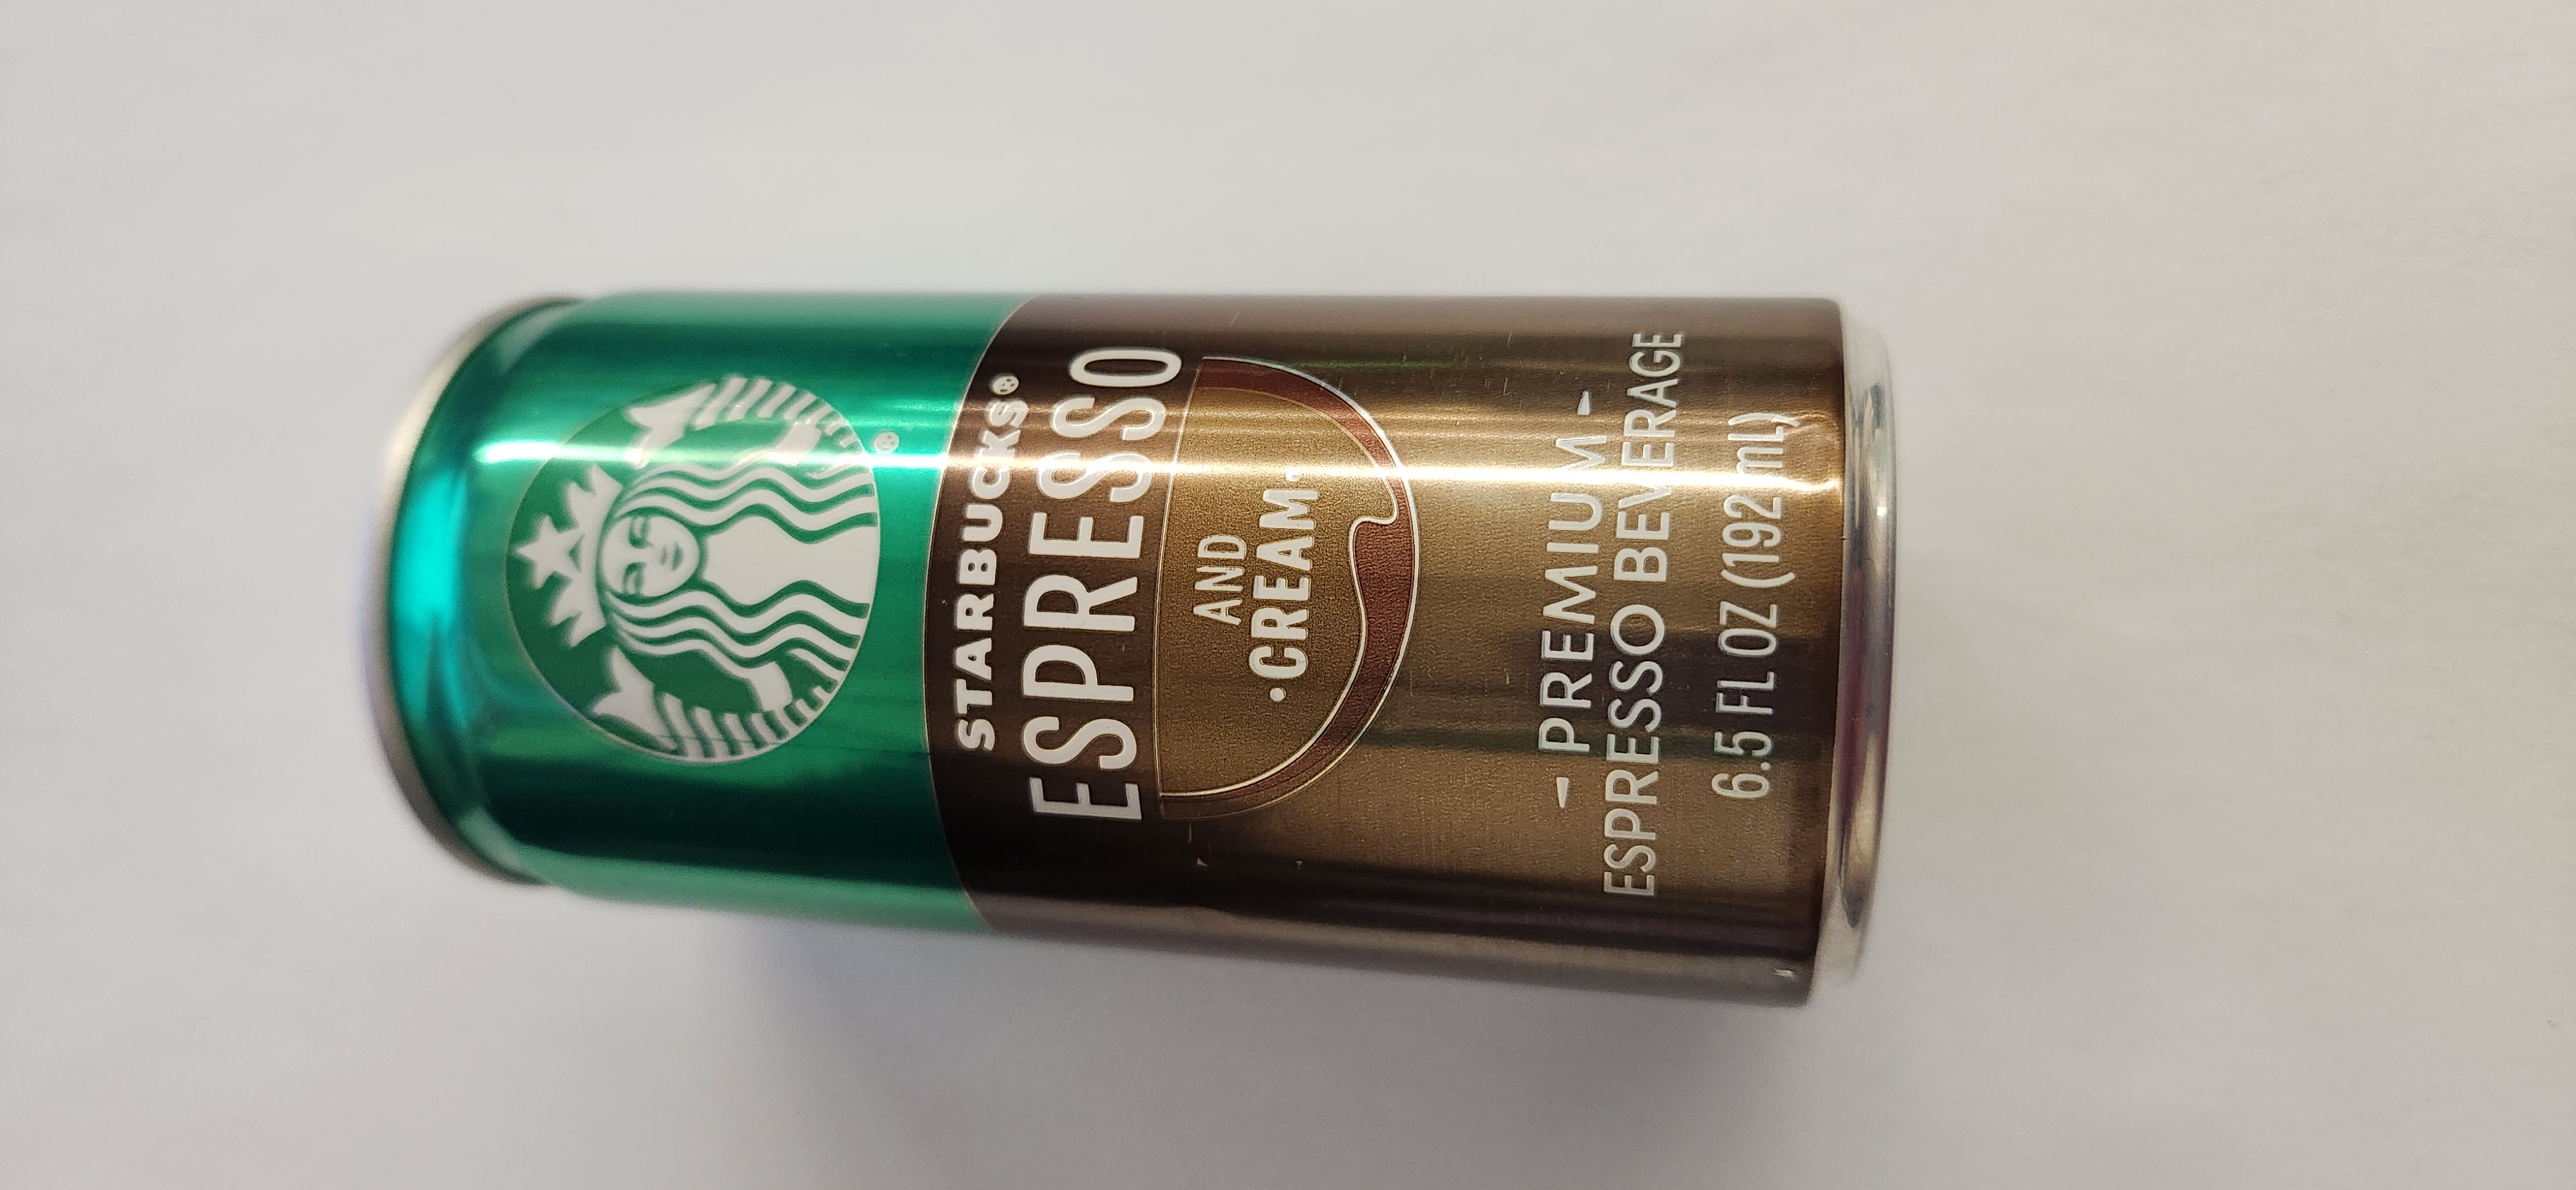 STARBUCKS®
ESPRESSO
AND
·CREAM·
- PREMIUM -
ESPRESSO BEVERAGE
6.5 FL OZ (192 mL)